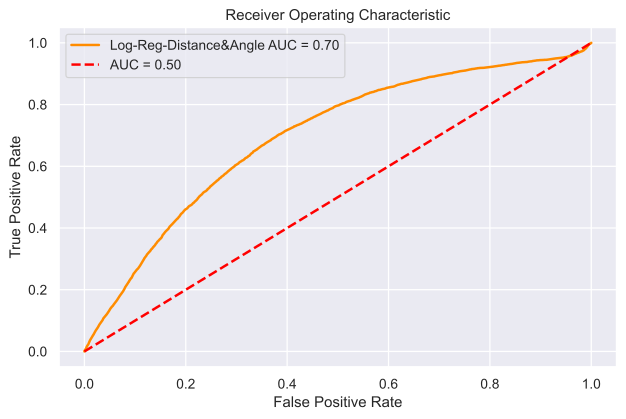 Receiver Operating Characteristic
Log-Reg-Distance&Angle AUC = 0.70
AUC = 0.50
True Positive Rate
1.0
0.8
0.6
0.4
0.2
0.0
0.0 0.2 0.4 0.6 0.8 1.0
False Positive Rate